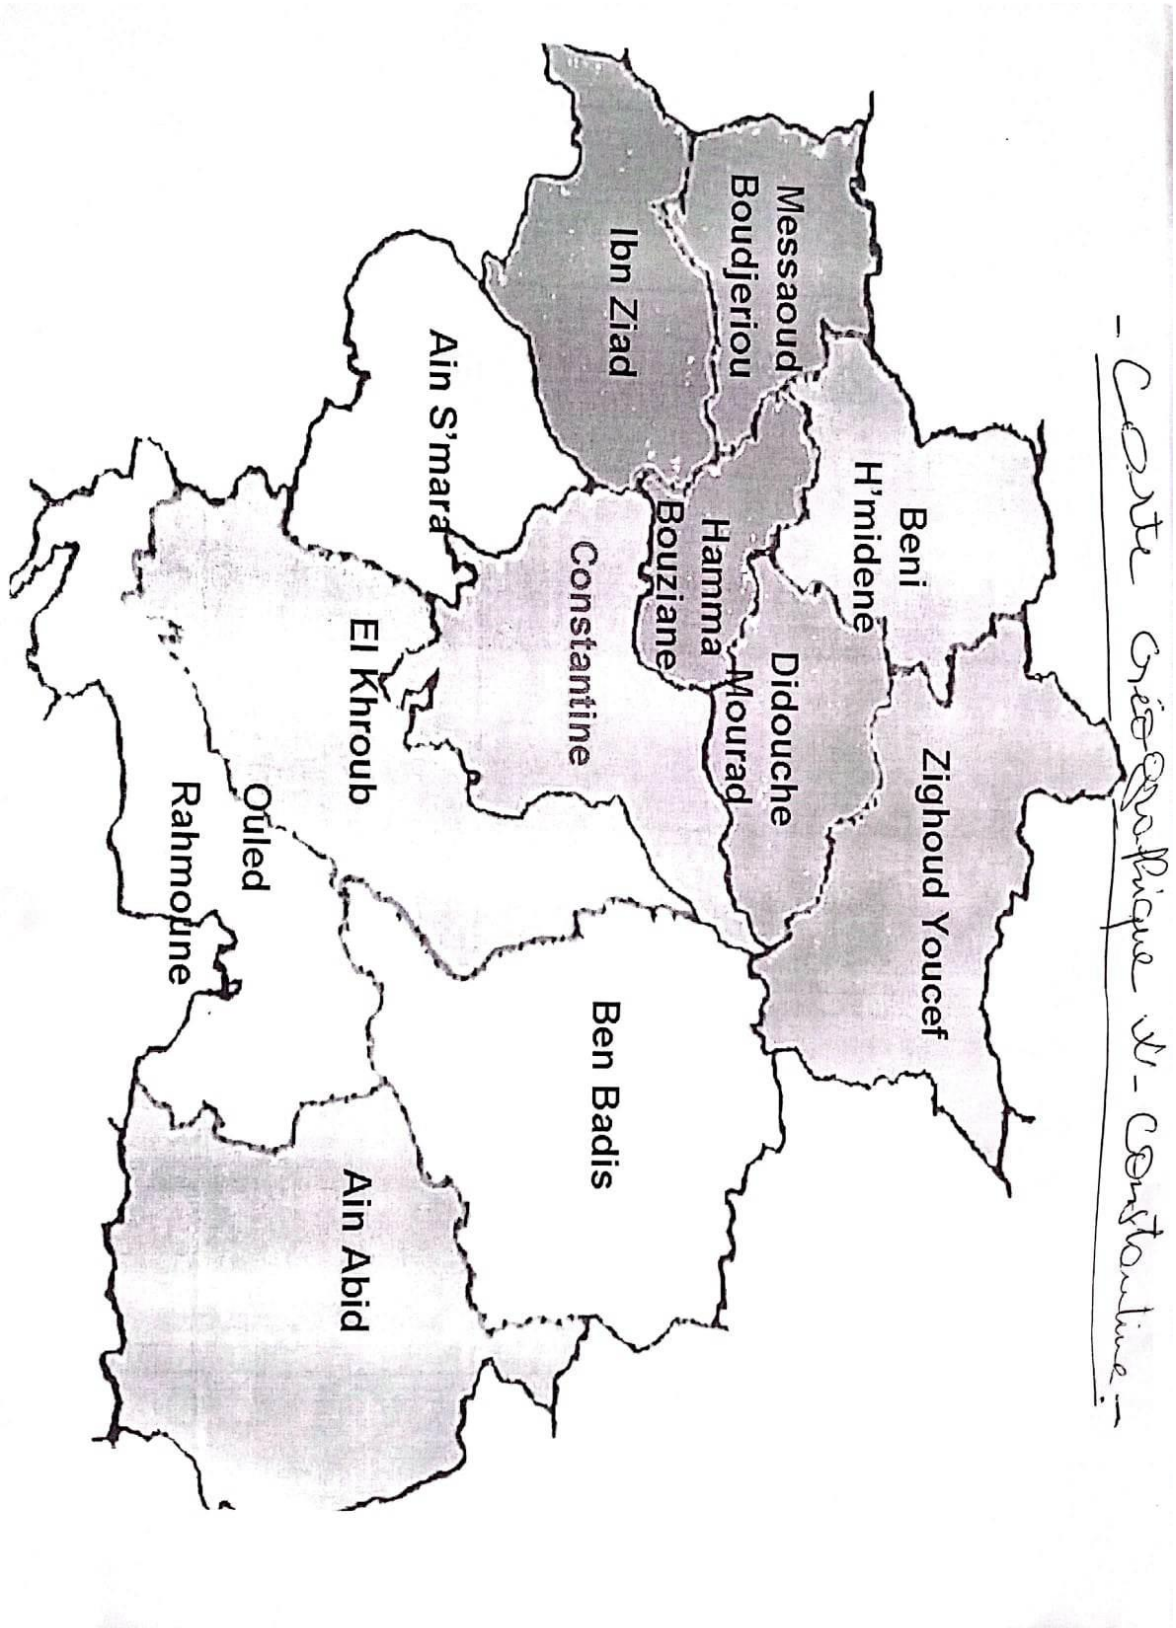 - Carte Géographique W- Constantine.-
Zighoud Youcef
Beni
H'midene
Messaoud
Boudjeriou
Didouche
Mourad
Hamma
Bouziane
Ibn Ziad
Constantine
Ben Badis
Ain S'mara
El Khroub
Ain Abid
Ouled
Rahmoune